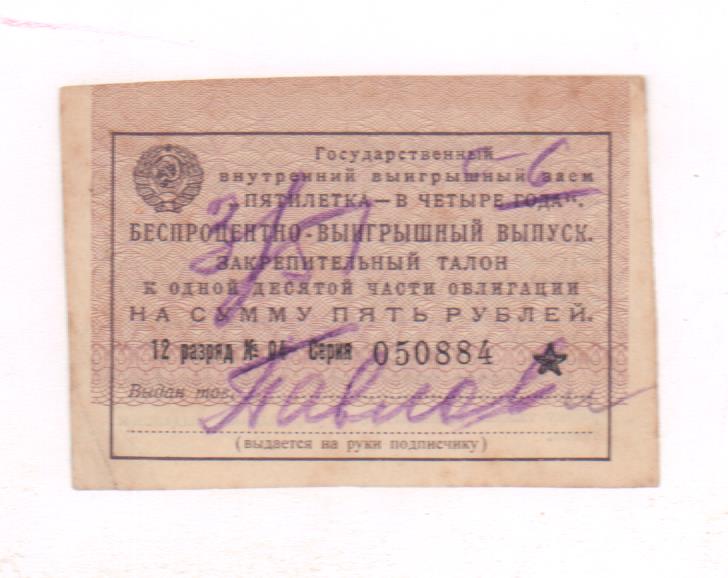 Государственный
внутренний выигрышный заем
„ПЯТИЛЕТКА — В ЧЕТЫРЕ ГОДА“.
БЕСПРОЦЕНТНО-ВЫИГРЫШНЫЙ ВЫПУСК.
ЗАКРЕПИТЕЛЬНЫЙ ТАЛОН
К ОДНОЙ ДЕСЯТОЙ ЧАСТИ ОБЛИГАЦИИ
НА СУММУ ПЯТЬ РУБЛЕЙ.
12 разряд № 04 Серия 050884
Выдан тов.
(выдается на руки подписчику)